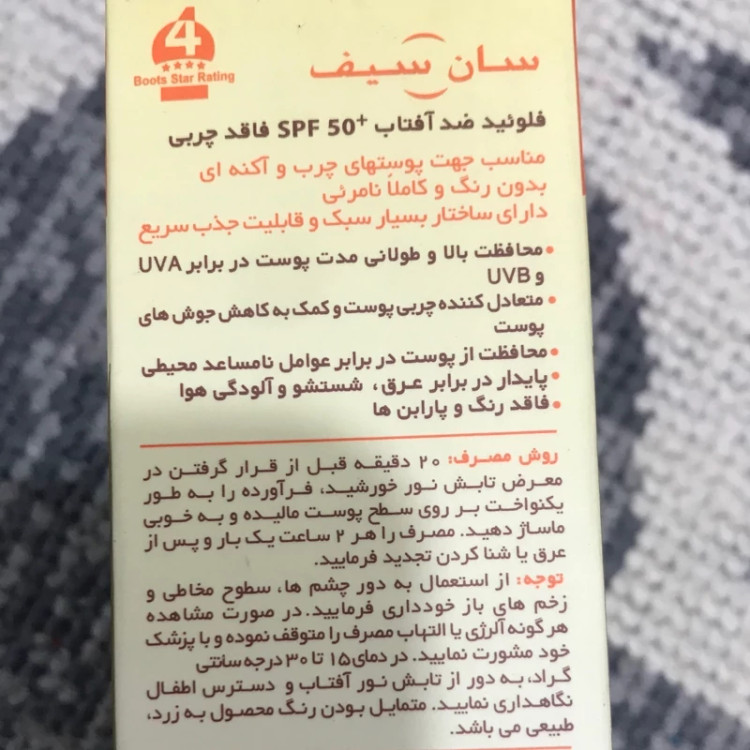 4
Boots Star Rating
سان سیف
فلوئید ضد آفتاب SPF 50+ فاقد چربی
مناسب جهت پوستهای چرب و آکنه ای
بدون رنگ و کاملاً نامرئی
دارای ساختار بسیار سبک و قابلیت جذب سریع
•محافظت بالا و طولانی مدت پوست در برابر UVA
و UVB
• متعادل کننده چربی پوست و کمک به کاهش جوش های
پوست
•محافظت از پوست در برابر عوامل نامساعد محیطی
•پایدار در برابر عرق، شستشو و آلودگی هوا
•فاقد رنگ و پارابن ها
روش مصرف: ۲۰ دقیقه قبل از قرار گرفتن در
معرض تابش نور خورشید، فرآورده را به طور
یکنواخت بر روی سطح پوست مالیده و به خوبی
ماساژ دهید. مصرف را هر ۲ ساعت یک بار و پس از
عرق یا شنا کردن تجدید فرمایید.
توجه: از استعمال به دور چشم ها، سطوح مخاطی و
زخم های باز خودداری فرمایید. در صورت مشاهده
هر گونه آلرژی یا التهاب مصرف را متوقف نموده و با پزشک
خود مشورت نمایید. در دمای ۱۵ تا ۳۰ درجه سانتی
گراد، به دور از تابش نور آفتاب و دسترس اطفال
نگاهداری نمایید. متمایل بودن رنگ محصول به زرد،
طبیعی می باشد.